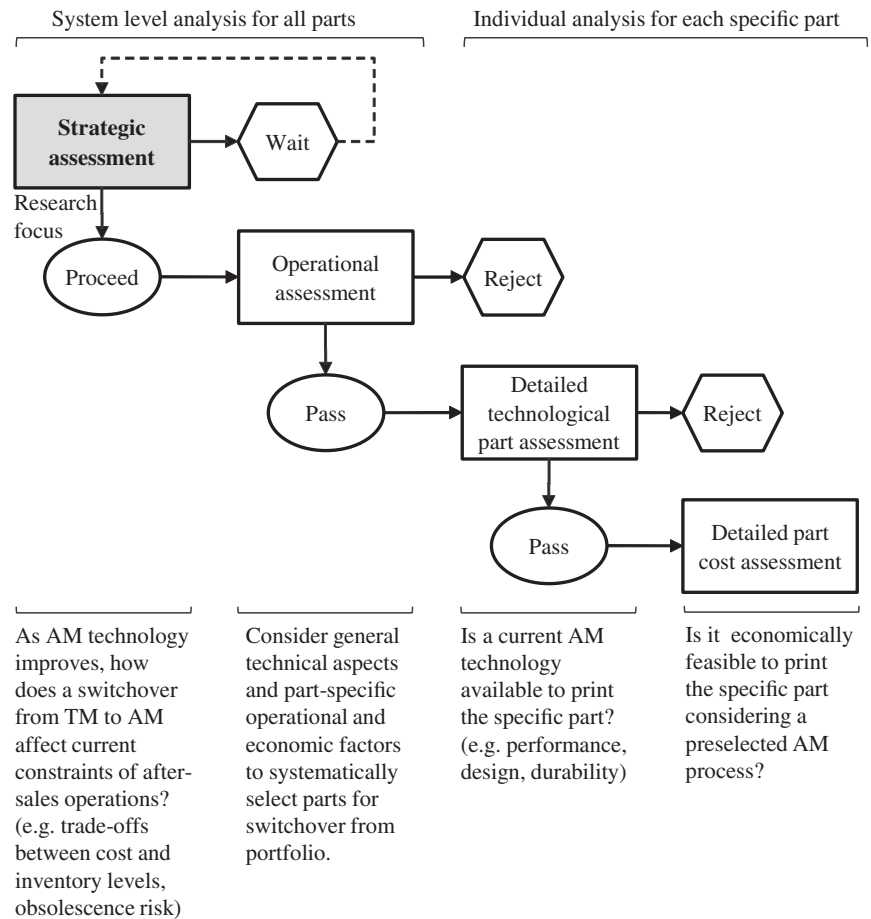 System level analysis for all parts
Individual analysis for each specific part
Strategic
assessment
Wait
Research
focus
Proceed
Operational
assessment
Reject
Pass
Detailed
technological
part assessment
Reject
Pass
Detailed part
cost assessment
As AM technology
improves, how
does a switchover
from TM to AM
affect current
constraints of after-
sales operations?
(e.g. trade-offs
between cost and
inventory levels,
obsolescence risk)
Consider general
technical aspects
and part-specific
operational and
economic factors
to systematically
select parts for
switchover from
portfolio.
Is a current AM
technology
available to print
the specific part?
(e.g. performance,
design, durability)
Is it economically
feasible to print
the specific part
considering a
preselected AM
process?